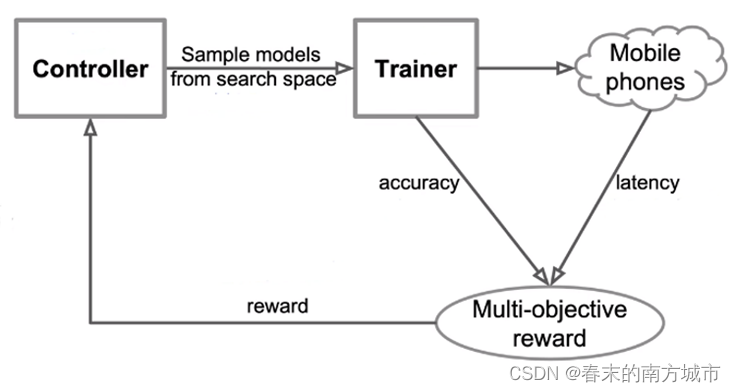 Controller
Sample models
from search space
Trainer
Mobile
phones
accuracy
latency
reward
Multi-objective
reward
CSDN @春末的南方城市